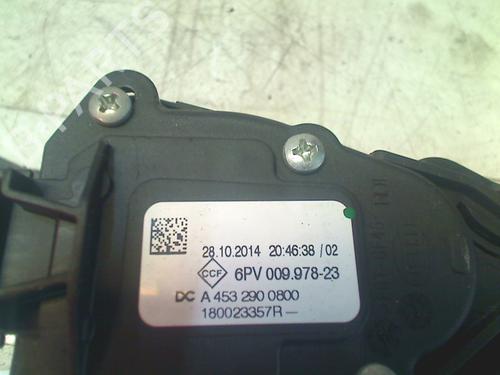 28.10.2014 20:46:38 / 02
CCF 6PV 009.978-23
DC A 453 290 0800
180023357R —